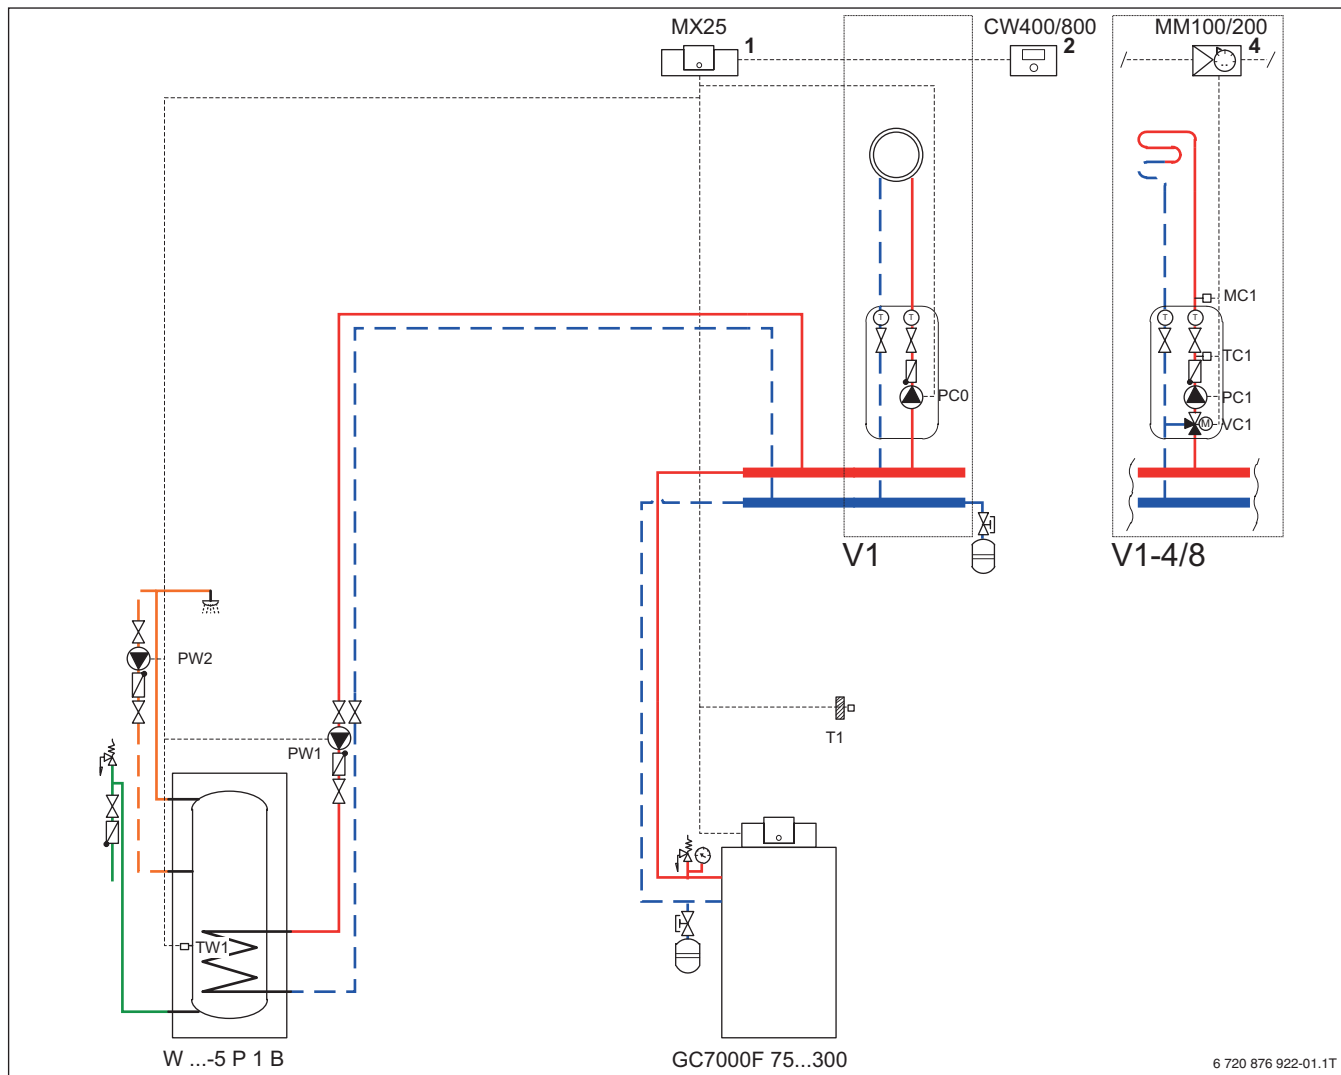 MX25
1
CW400/800
2
MM100/200
4
T
T
T
T
MC1
TC1
PC0
PC1
M
VC1
V1
V1-4/8
PW2
PW1
T1
TW1
W ...-5 P 1 B
GC7000F 75...300
6 720 876 922-01.1T